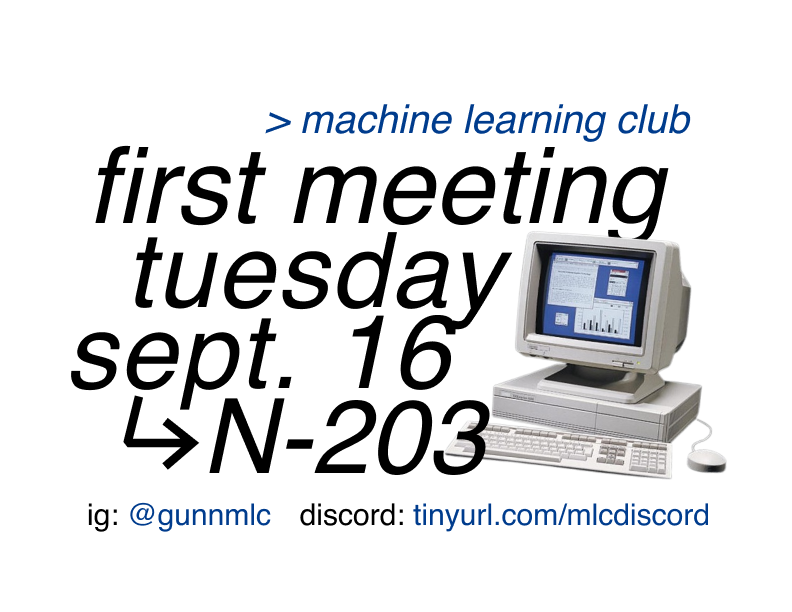 > machine learning club
first meeting
tuesday
sept. 16
↳N-203
ig: @gunnmlc discord: tinyurl.com/mlcdiscord